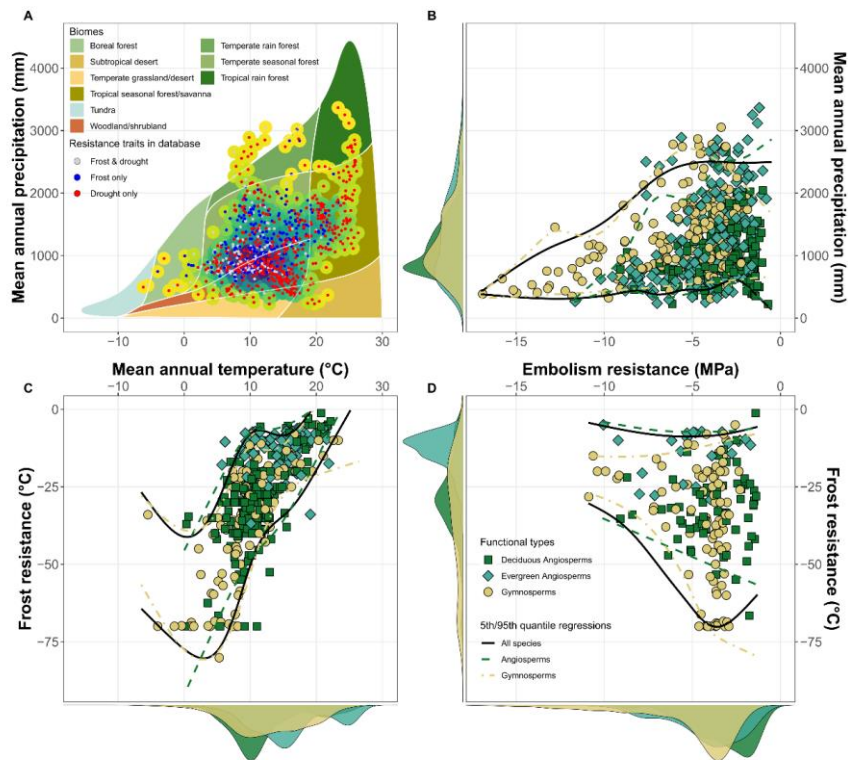 A
Biomes
Boreal forest
Subtropical desert
Temperate grassland/desert
Tropical seasonal forest/savanna
Tundra
Woodland/shrubland
Temperate rain forest
Temperate seasonal forest
Tropical rain forest
Resistance traits in database
Frost & drought
Frost only
Drought only
Mean annual precipitation (mm)
4000
3000
2000
1000
0
−10
0
10
20
30
Mean annual temperature (°C)
B
4000
3000
2000
1000
0
Mean annual precipitation (mm)
−15
−10
−5
0
Embolism resistance (MPa)
C
−10
0
10
20
30
0
−25
−50
−75
Frost resistance (°C)
D
−15
−10
−5
0
0
−25
−50
−75
Frost resistance (°C)
Functional types
Deciduous Angiosperms
Evergreen Angiosperms
Gymnosperms
5th/95th quantile regressions
All species
Angiosperms
Gymnosperms